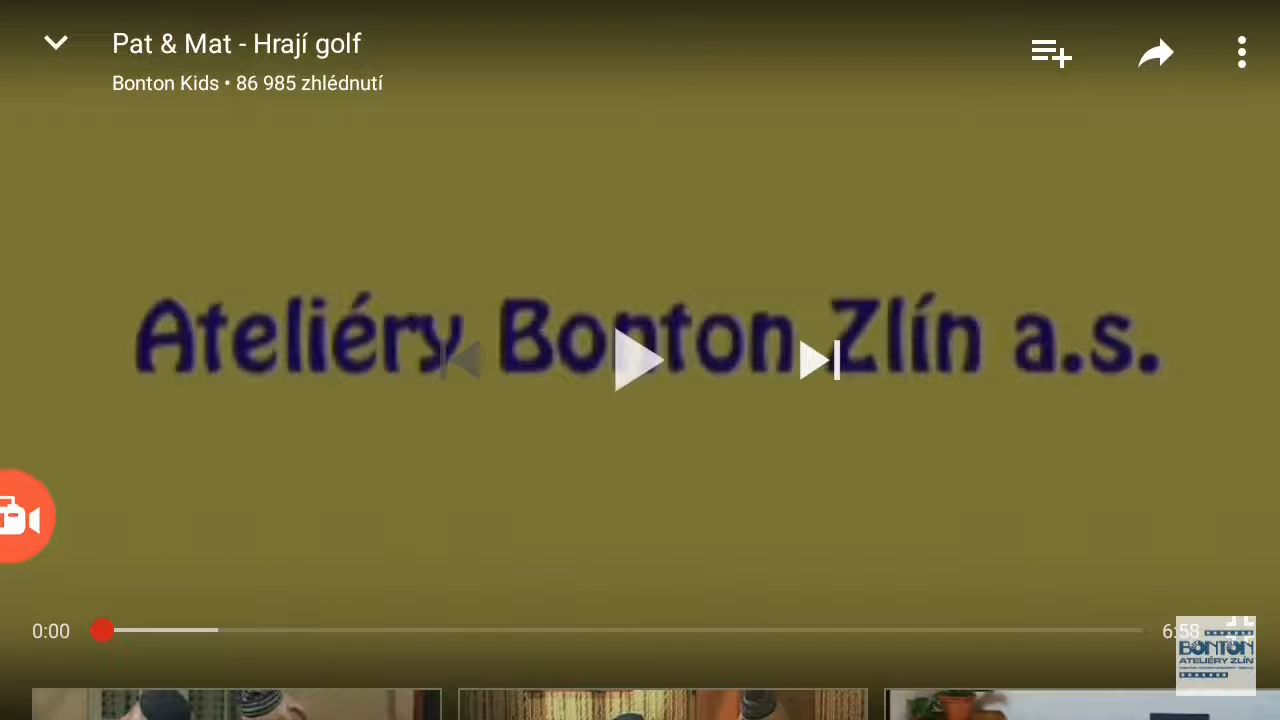 Pat & Mat - Hrají golf
Bonton Kids • 86 985 zhlédnutí
Ateliéry Bonton Zlín a.s.
0:00
6:58
BONTON
ATELIÉRY ZLÍN